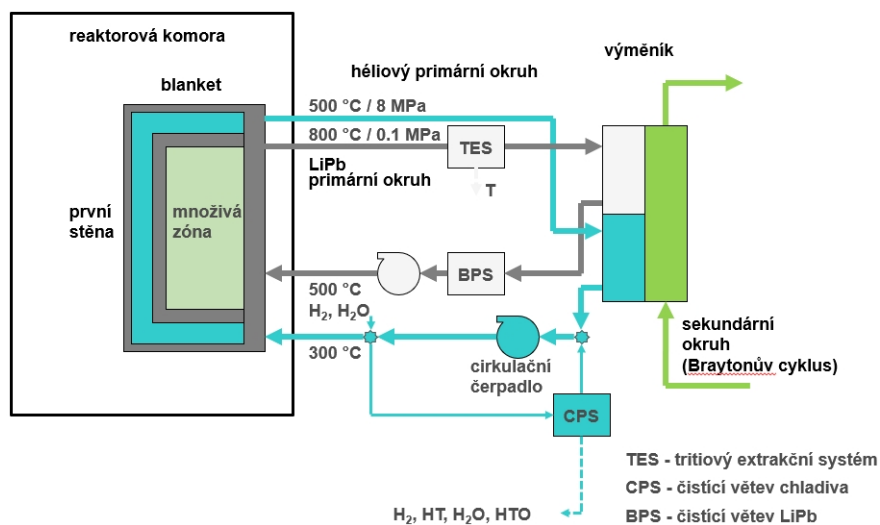 reaktorová komora
výměník
héliový primární okruh
blanket
500 °C / 8 MPa
800 °C / 0.1 MPa
TES
LiPb
primární okruh
T
první
stěna
množivá
zóna
BPS
500 °C
H₂, H₂O
300 °C
cirkulační
čerpadlo
sekundární
okruh
(Braytonův cyklus)
CPS
TES - tritiový extrakční systém
CPS - čistící větev chladiva
H₂, HT, H₂O, HTO
BPS - čistící větev LiPb